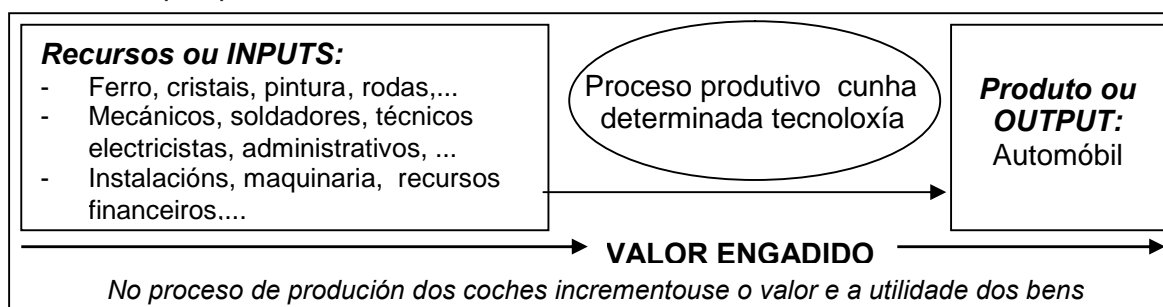 Recursos ou INPUTS:
- Ferro, cristais, pintura, rodas,...
- Mecánicos, soldadores, técnicos
electricistas, administrativos, ...
- Instalacións, maquinaria, recursos
financeiros,...
Proceso produtivo cunha
determinada tecnoloxía
Produto ou
OUTPUT:
Automóbil
VALOR ENGADIDO
No proceso de produción dos coches incrementouse o valor e a utilidade dos bens